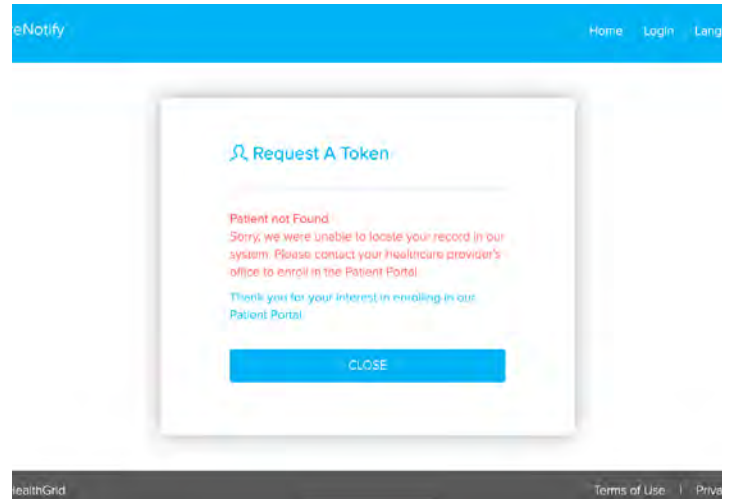 eNotify
Home Login Lang
Request A Token
Patient not Found
Sorry, we were unable to locate your record in our
system. Please contact your healthcare provider's
office to enroll in the Patient Portal
Thank you for your interest in enrolling in our
Patient Portal
CLOSE
HealthGrid
Terms of Use | Priva